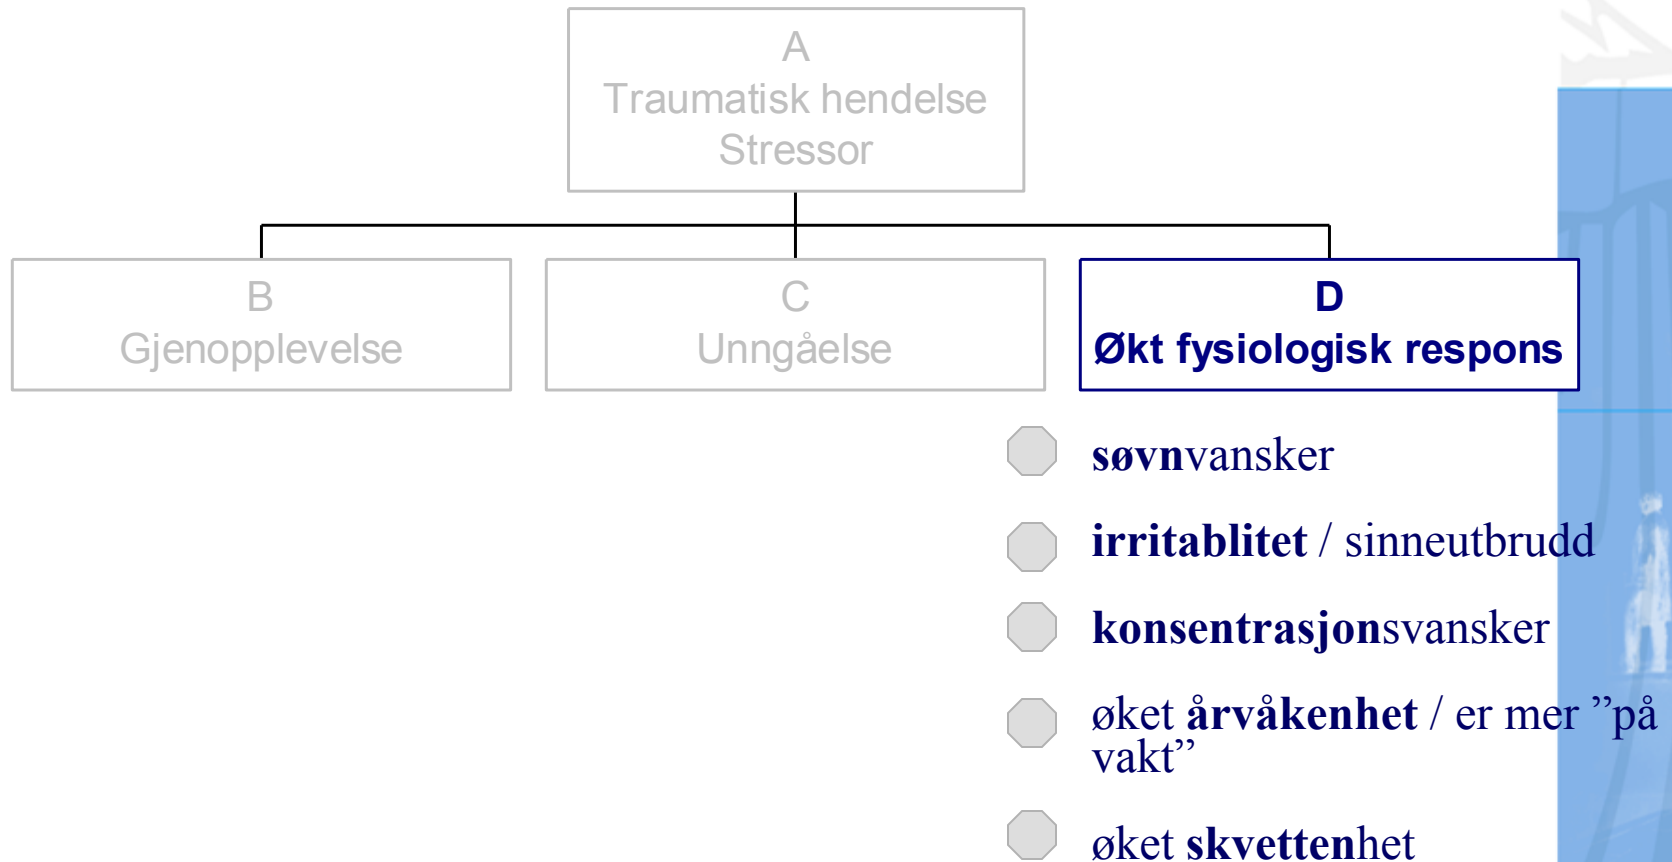 A
Traumatisk hendelse
Stressor
B
Gjenopplevelse
C
Unngåelse
D
Økt fysiologisk respons
søvnvansker
irritablitet / sinneutbrudd
konsentrasjonsvansker
øket årvåkenhet / er mer ”på
vakt”
øket skvettenhet